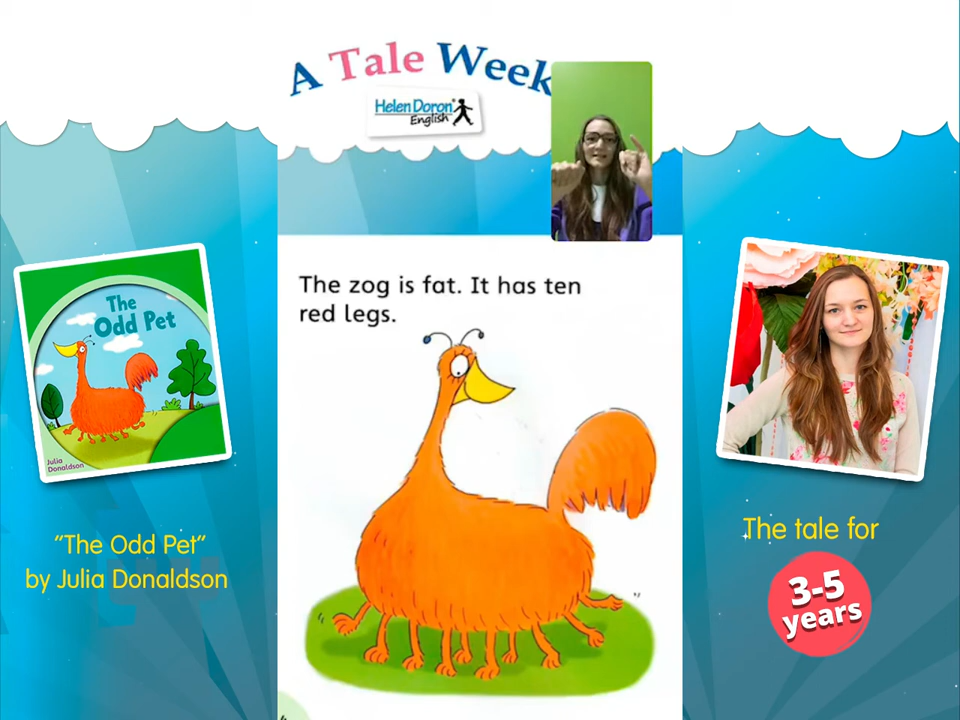 A Tale Week
Helen Doron
English
The zog is fat. It has ten
red legs.
The
Odd Pet
Julia
Donaldson
"The Odd Pet"
by Julia Donaldson
The tale for
3-5
years